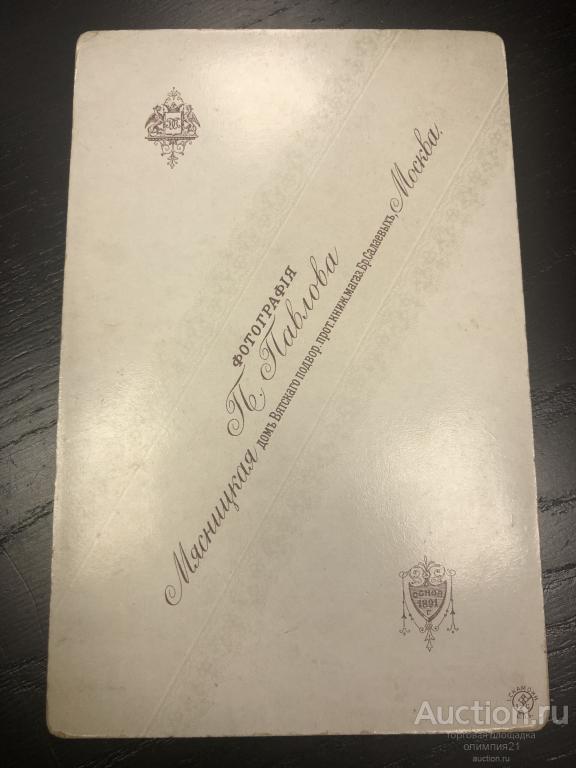 ФОТОГРАФІЯ
П. Павлова
Мясницкая
домъ Вятскаго подвор. прот. книж. магаз. Бр. Салаевыхъ, Москва.
ОСНОВ
1891
г
Auction.ru
торговая площадка
олимпия21
auction.ru